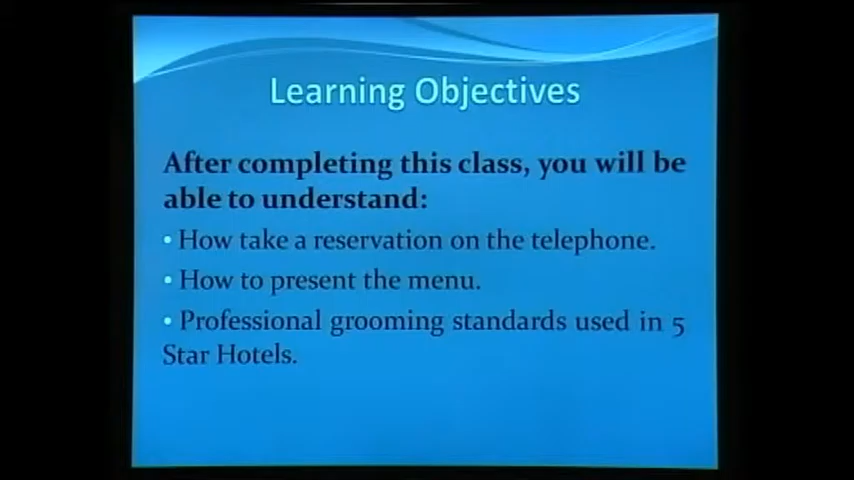 Learning Objectives
After completing this class, you will be
able to understand:
• How take a reservation on the telephone.
• How to present the menu.
• Professional grooming standards used in 5
Star Hotels.